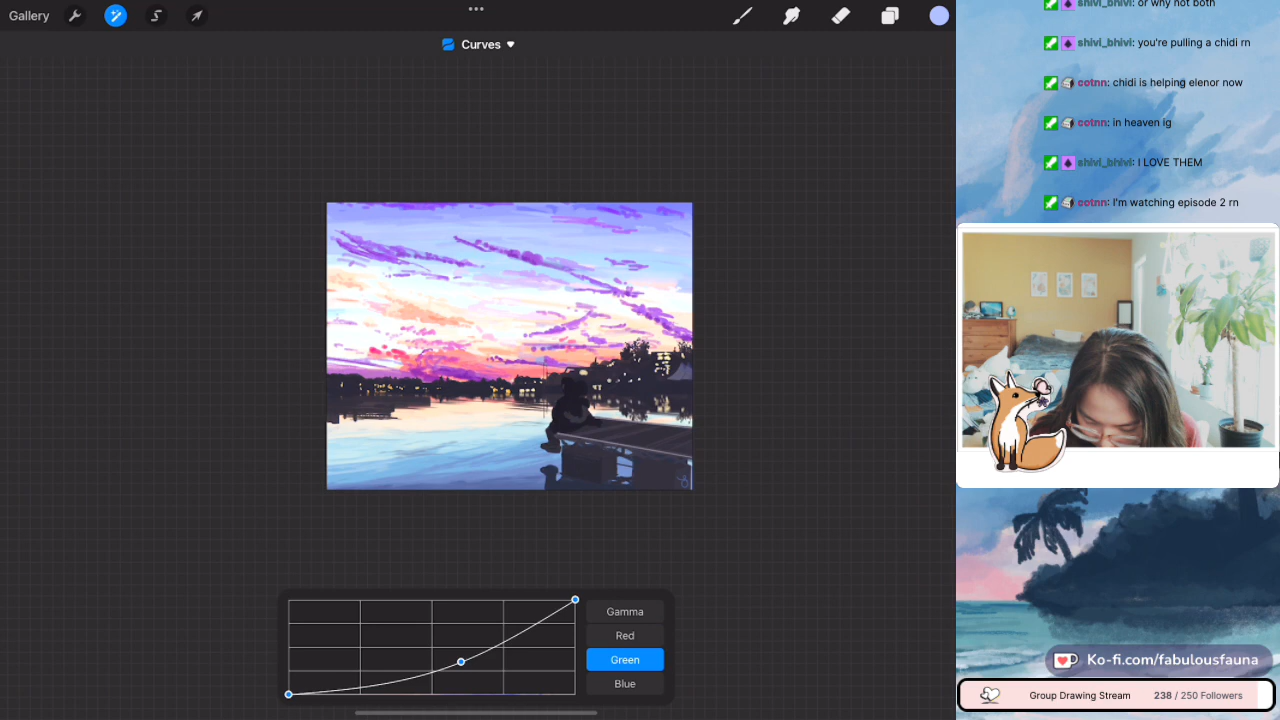 Gallery
Curves
shivi_bhivi: or why not both
shivi_bhivi: you're pulling a chidi rn
cotnn: chidi is helping elenor now
cotnn: in heaven ig
shivi_bhivi: I LOVE THEM
cotnn: I'm watching episode 2 rn
Gamma
Red
Green
Blue
Ko-fi.com/fabulousfauna
Group Drawing Stream 238 / 250 Followers